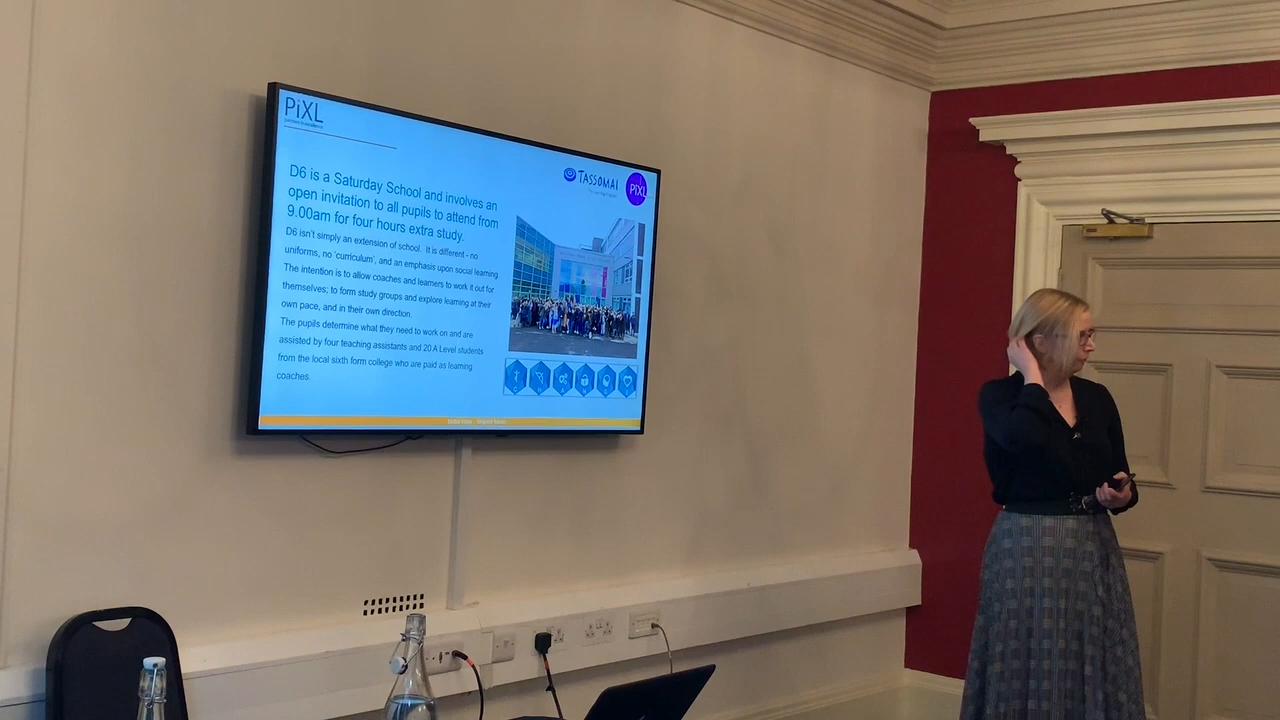 PiXL
TASSOMAI
PiXL
D6 is a Saturday School and involves an
open invitation to all pupils to attend from
9.00am for four hours extra study.
D6 isn't simply an extension of school. It is different - no
uniforms, no 'curriculum', and an emphasis upon social learning
The intention is to allow coaches and learners to work it out for
themselves; to form study groups and explore learning at their
own pace, and in their own direction.
The pupils determine what they need to work on and are
assisted by four teaching assistants and 20 A Level students
from the local sixth form college who are paid as learning
coaches.